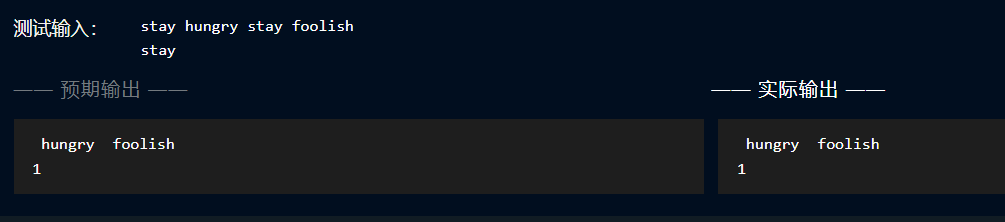 测试输入： stay hungry stay foolish
stay
—— 预期输出 —— —— 实际输出 ——
 hungry  foolish  hungry  foolish
1 1